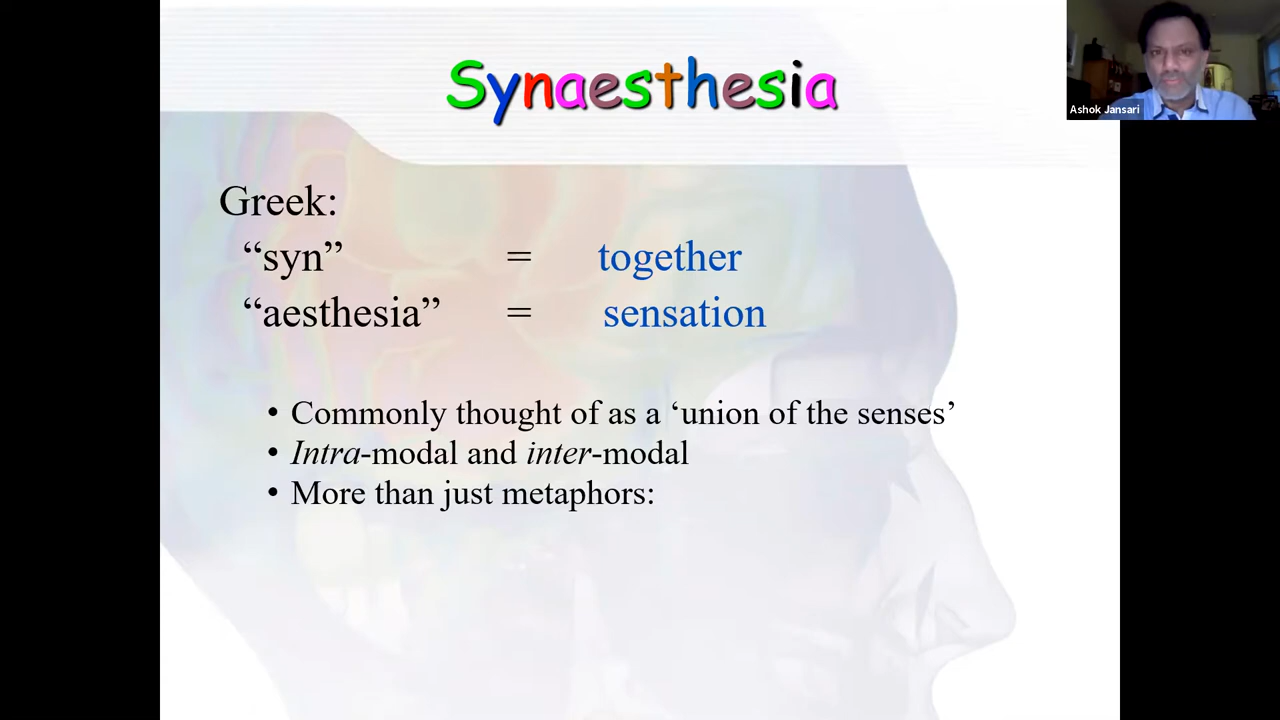 Synaesthesia
Ashok Jansari
Greek:
“syn” = together
“aesthesia” = sensation
• Commonly thought of as a ‘union of the senses’
• Intra-modal and inter-modal
• More than just metaphors: